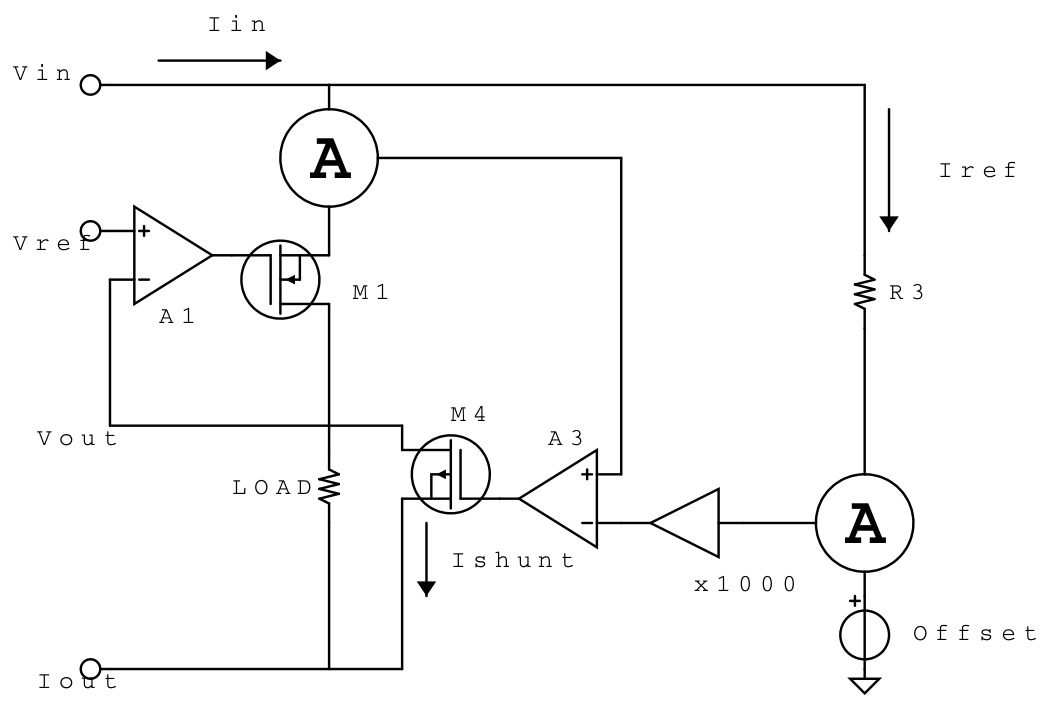 Iin
Vin
A
Iref
Vref
+
−
M1
R3
A1
M4
Vout
A3
LOAD
+
−
A
Ishunt
x1000
+
Offset
Iout